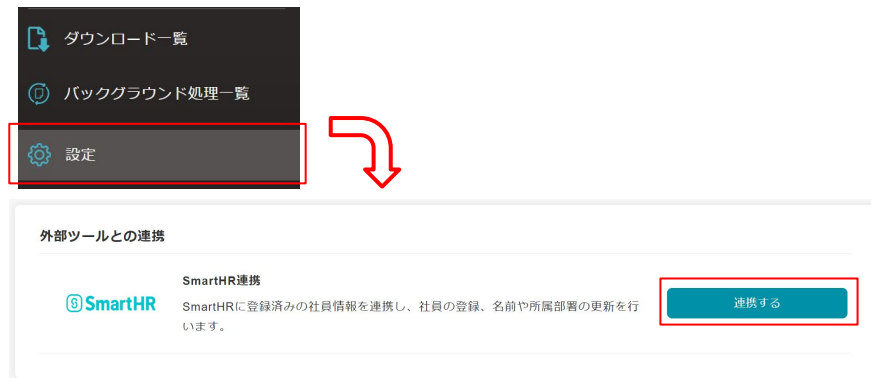 ダウンロード一覧
バックグラウンド処理一覧
設定
外部ツールとの連携
SmartHR
SmartHR連携
SmartHRに登録済みの社員情報を連携し、社員の登録、名前や所属部署の更新を行
います。
連携する